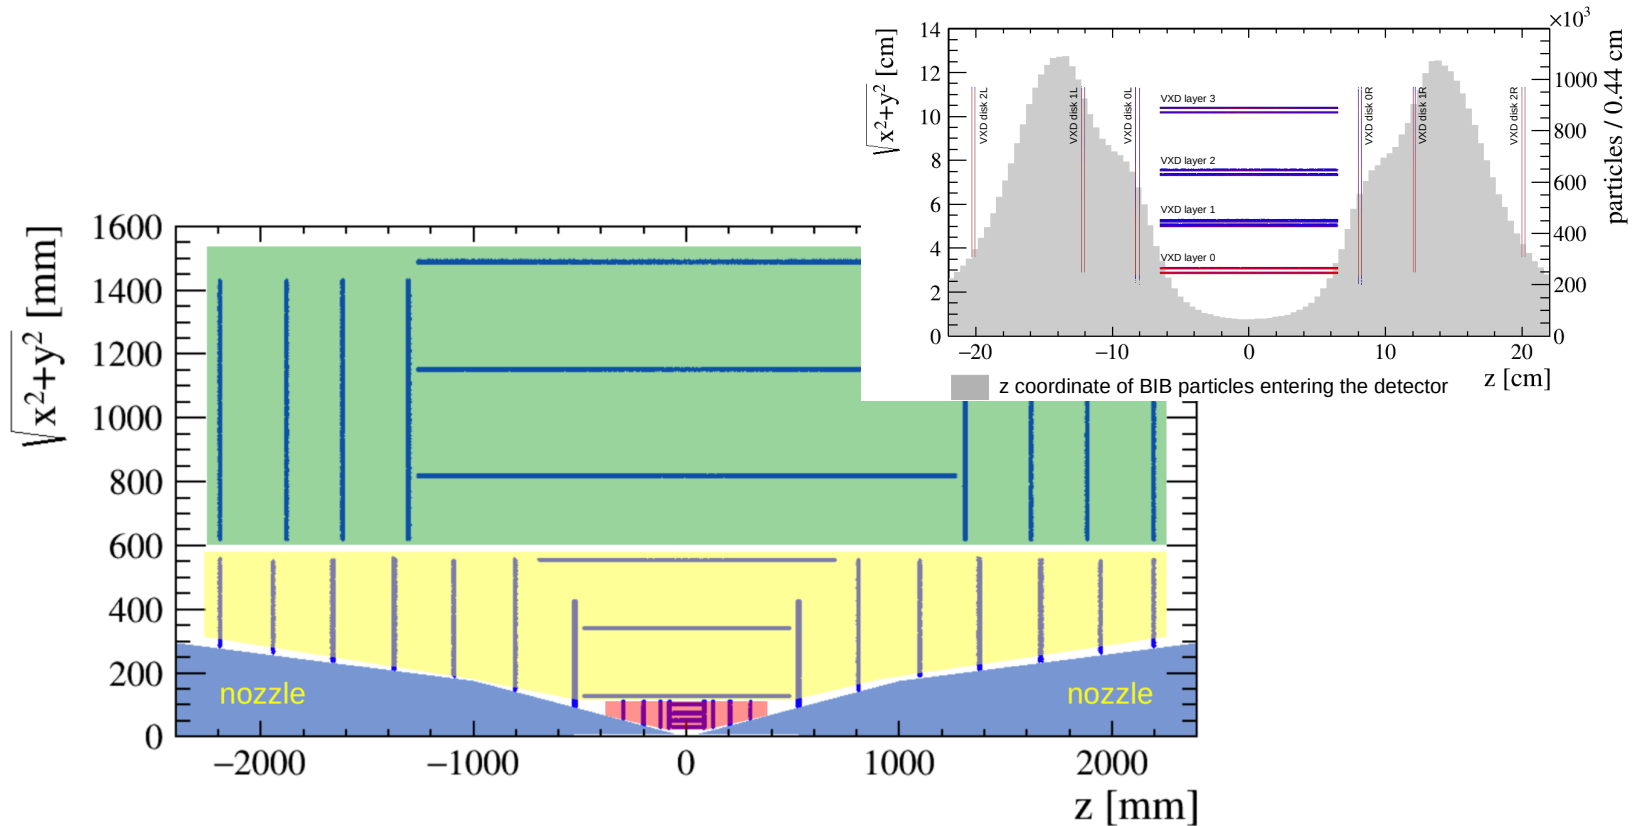 ×10³
14
12
10
8
6
4
2
0
√x²+y² [cm]
1000
800
600
400
200
0
particles / 0.44 cm
VXD disk 2L
VXD disk 1L
VXD disk 0L
VXD layer 3
VXD layer 2
VXD layer 1
VXD layer 0
VXD disk 0R
VXD disk 1R
VXD disk 2R
−20 −10 0 10 20
z [cm]
z coordinate of BIB particles entering the detector
√x²+y² [mm]
1600
1400
1200
1000
800
600
400
200
0
nozzle nozzle
−2000 −1000 0 1000 2000
z [mm]